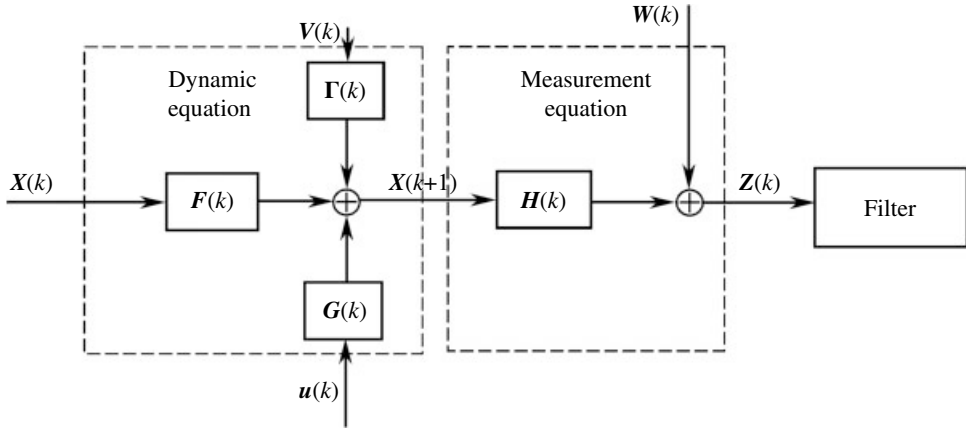 V(k)
W(k)
Dynamic
equation
Γ(k)
Measurement
equation
X(k)
F(k)
X(k+1)
H(k)
Z(k)
Filter
G(k)
u(k)